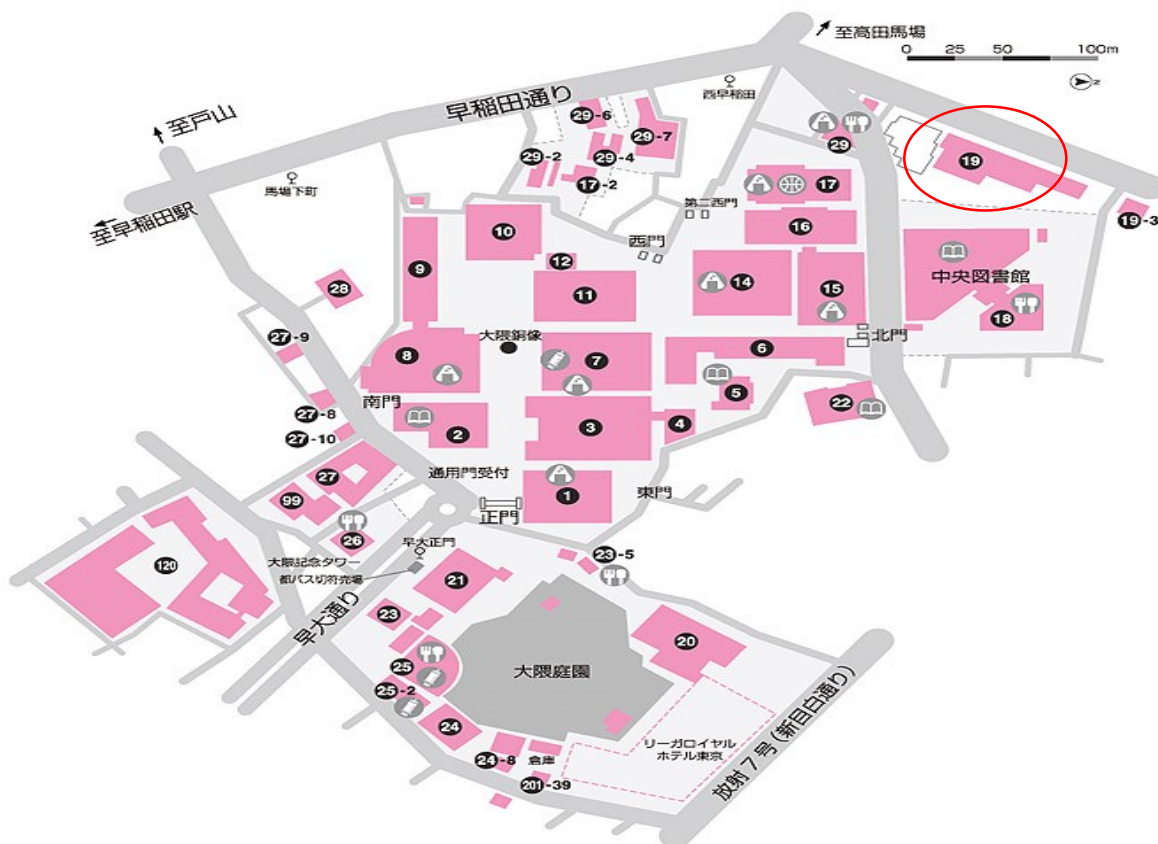 至高田馬場
0 25 50 100m
N
西早稲田
早稲田通り
至戸山
29-6
29-7
29-2
29-4
17-2
29
19
馬場下町
17
第二西門
至早稲田駅
19-3
10
16
西門
9
12
14
15
中央図書館
28
11
18
大隈銅像
北門
27-9
8
7
6
5
22
南門
27-8
2
3
4
27-10
通用門受付
27
1
東門
99
正門
26
早大正門
23-5
大隈記念タワー
120
都バス切符売場
21
早大通り
23
20
25
大隈庭園
25-2
24
リーガロイヤル
ホテル東京
24-8
倉庫
201-39
放射7号(新目白通り)